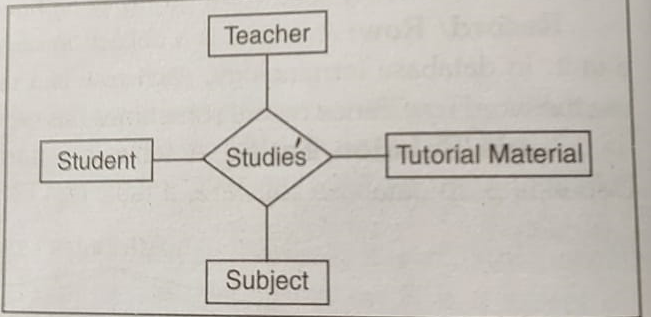 Teacher
Student
Studies
Tutorial Material
Subject